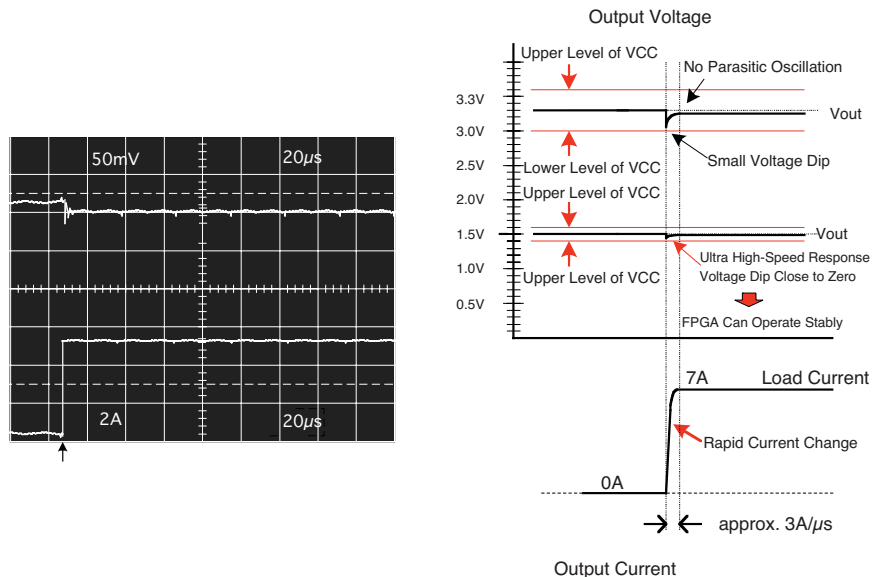 50mV 20µs
2A 20µs
Output Voltage
Upper Level of VCC
No Parasitic Oscillation
3.3V
Vout
3.0V
Small Voltage Dip
2.5V
Lower Level of VCC
Upper Level of VCC
2.0V
1.5V
Vout
Ultra High-Speed Response
Voltage Dip Close to Zero
1.0V
Upper Level of VCC
0.5V
FPGA Can Operate Stably
7A
Load Current
Rapid Current Change
0A
approx. 3A/µs
Output Current